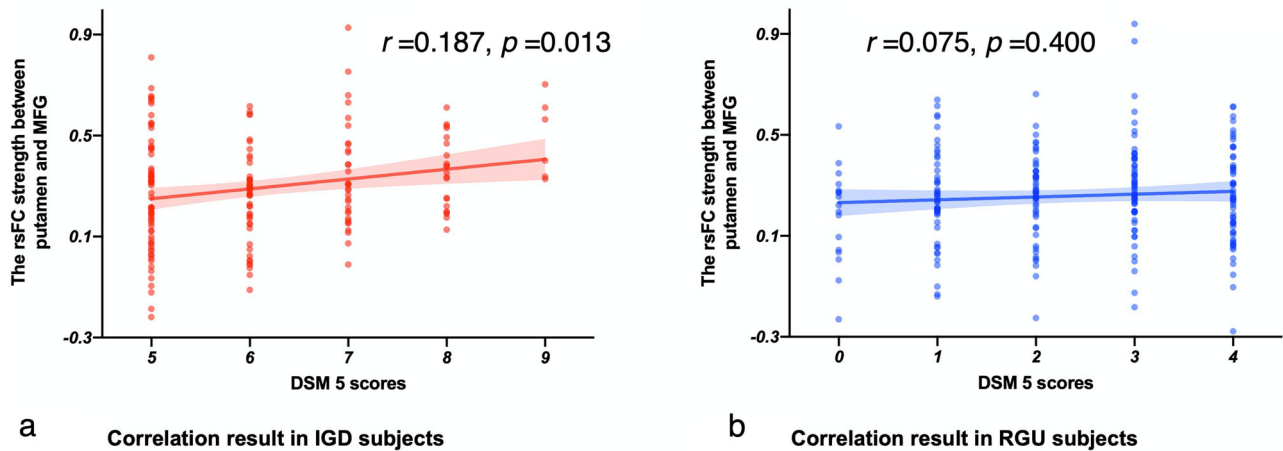 r=0.187, p=0.013
0.9
0.5
0.1
-0.3
The rsFC strength between
putamen and MFG
5 6 7 8 9
DSM 5 scores
a Correlation result in IGD subjects
r=0.075, p=0.400
0.9
0.5
0.1
-0.3
The rsFC strength between
putamen and MFG
0 1 2 3 4
DSM 5 scores
b Correlation result in RGU subjects